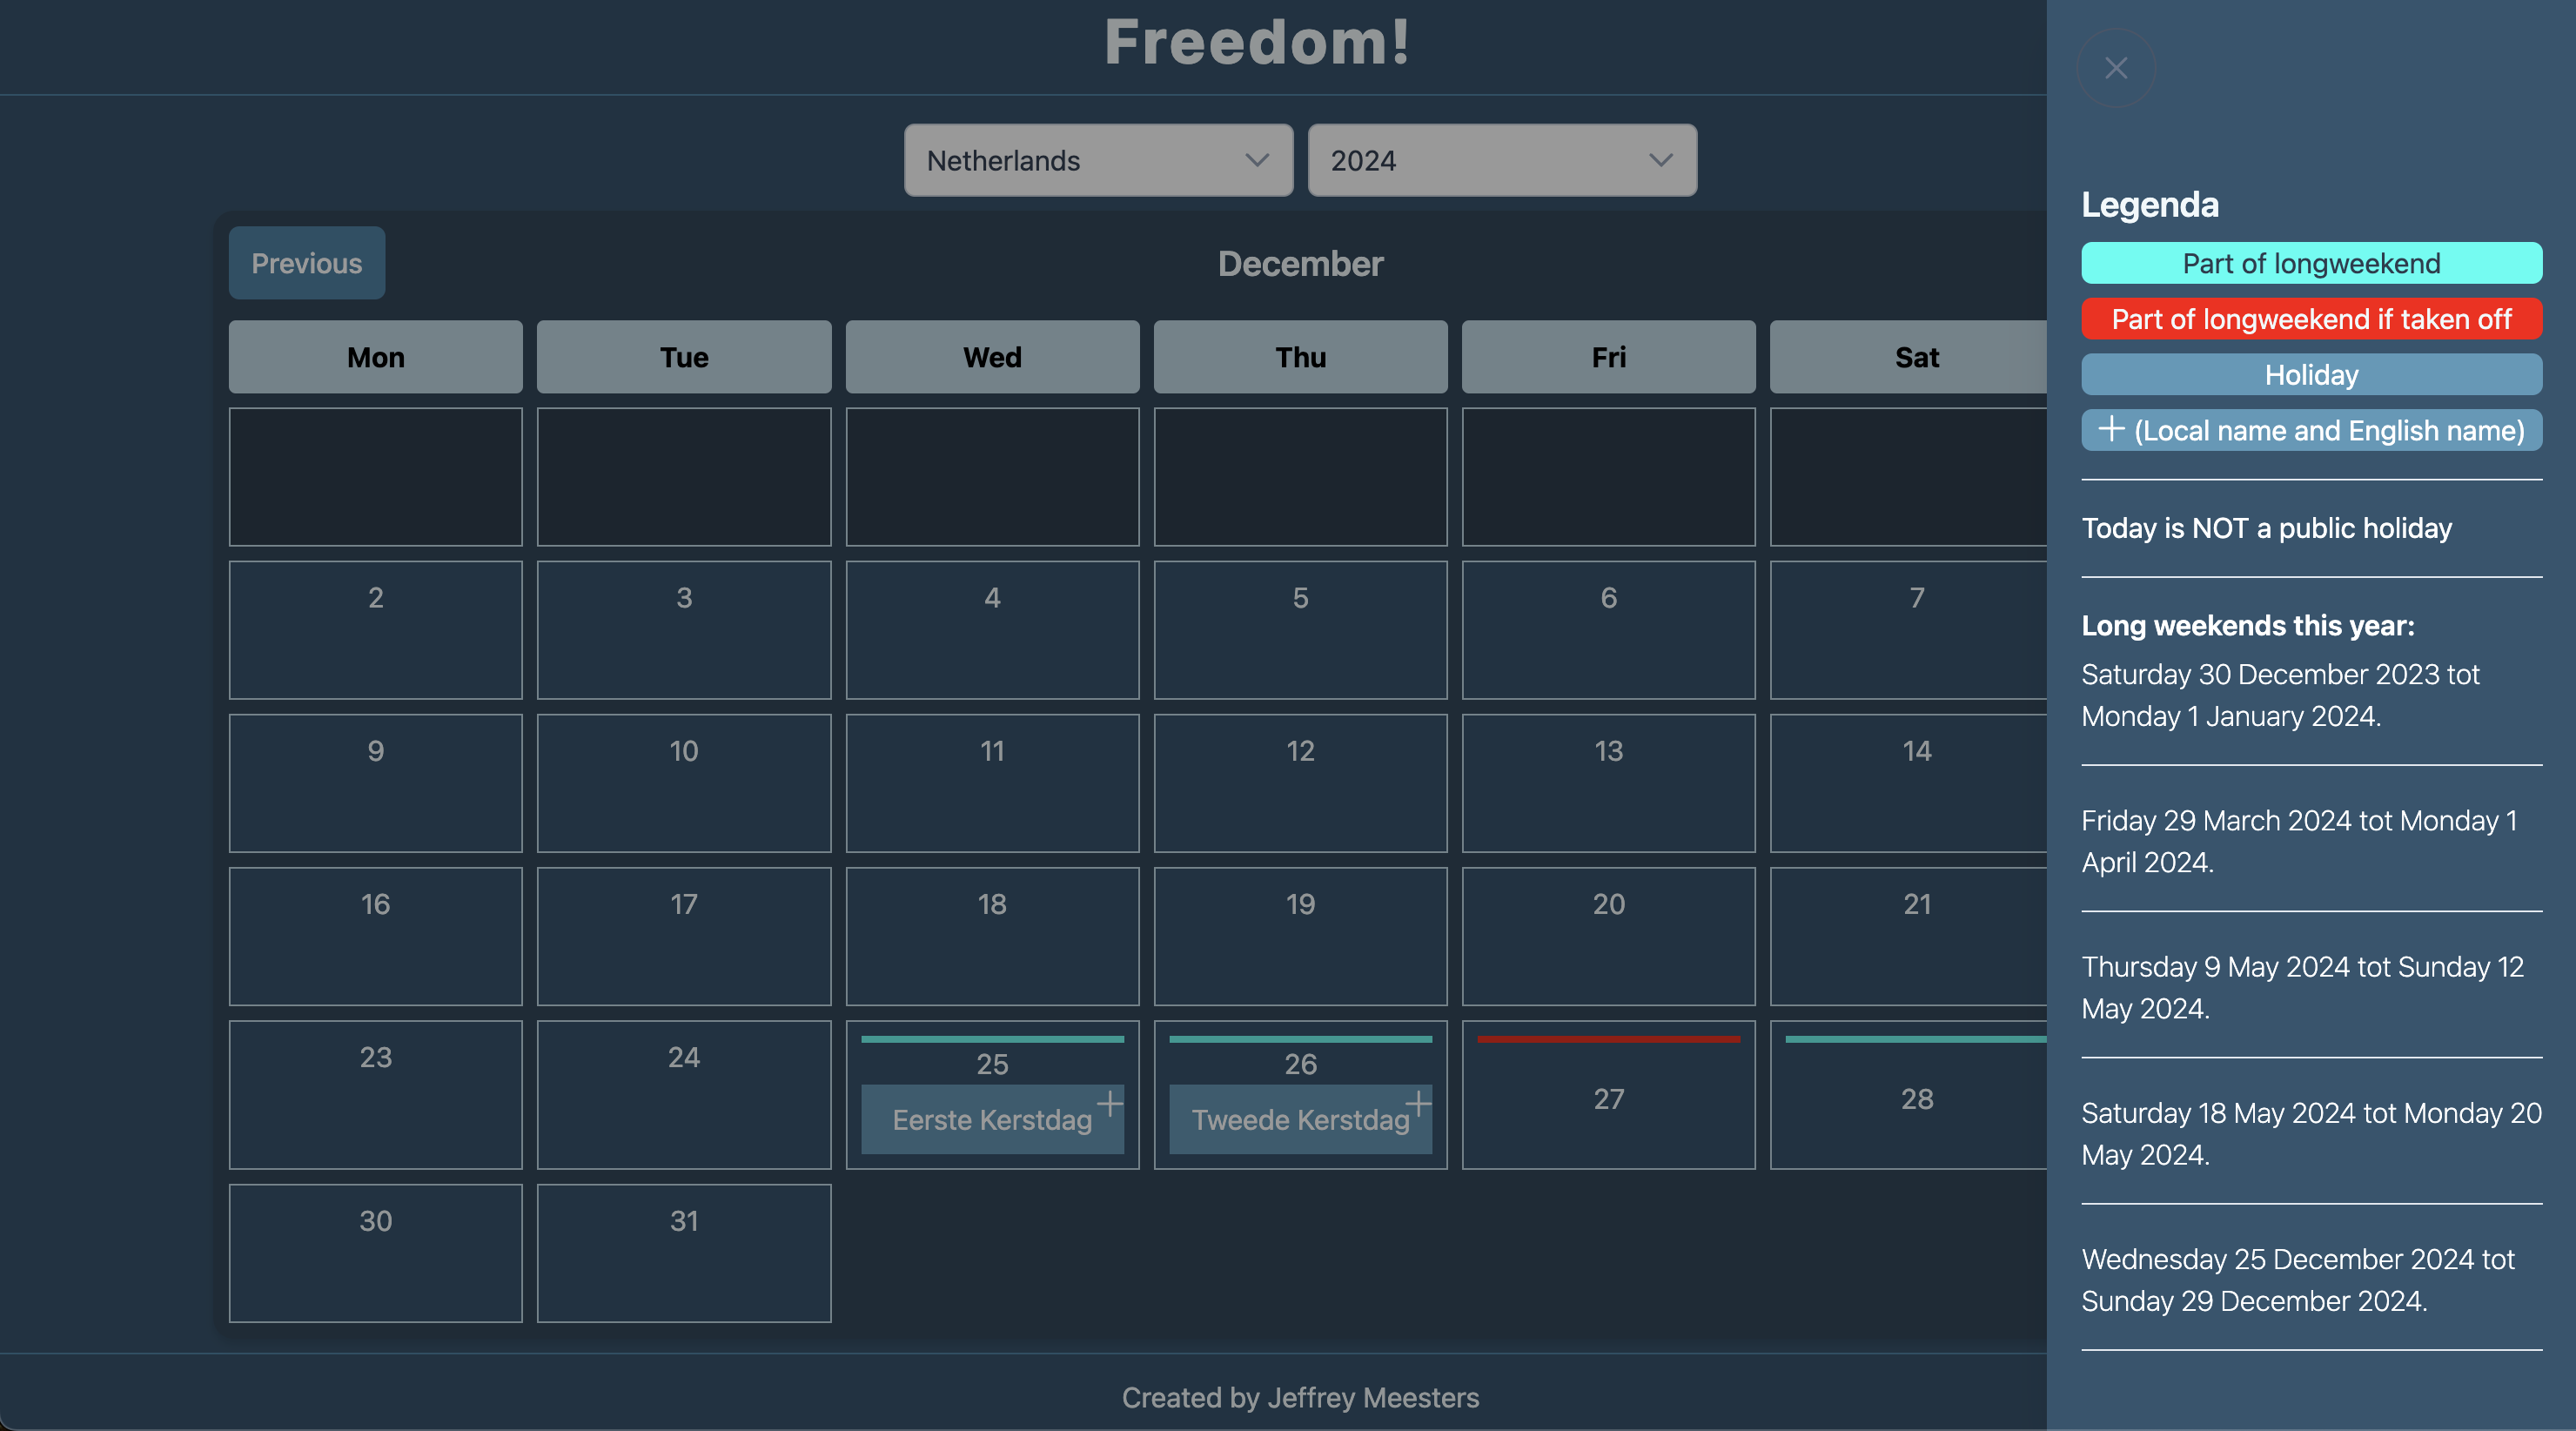 Freedom!
Netherlands
2024
Previous
December
Mon Tue Wed Thu Fri Sat
2 3 4 5 6 7
9 10 11 12 13 14
16 17 18 19 20 21
23 24 25 26 27 28
Eerste Kerstdag
Tweede Kerstdag
30 31
Created by Jeffrey Meesters
Legenda
Part of longweekend
Part of longweekend if taken off
Holiday
+ (Local name and English name)
Today is NOT a public holiday
Long weekends this year:
Saturday 30 December 2023 tot
Monday 1 January 2024.
Friday 29 March 2024 tot Monday 1
April 2024.
Thursday 9 May 2024 tot Sunday 12
May 2024.
Saturday 18 May 2024 tot Monday 20
May 2024.
Wednesday 25 December 2024 tot
Sunday 29 December 2024.